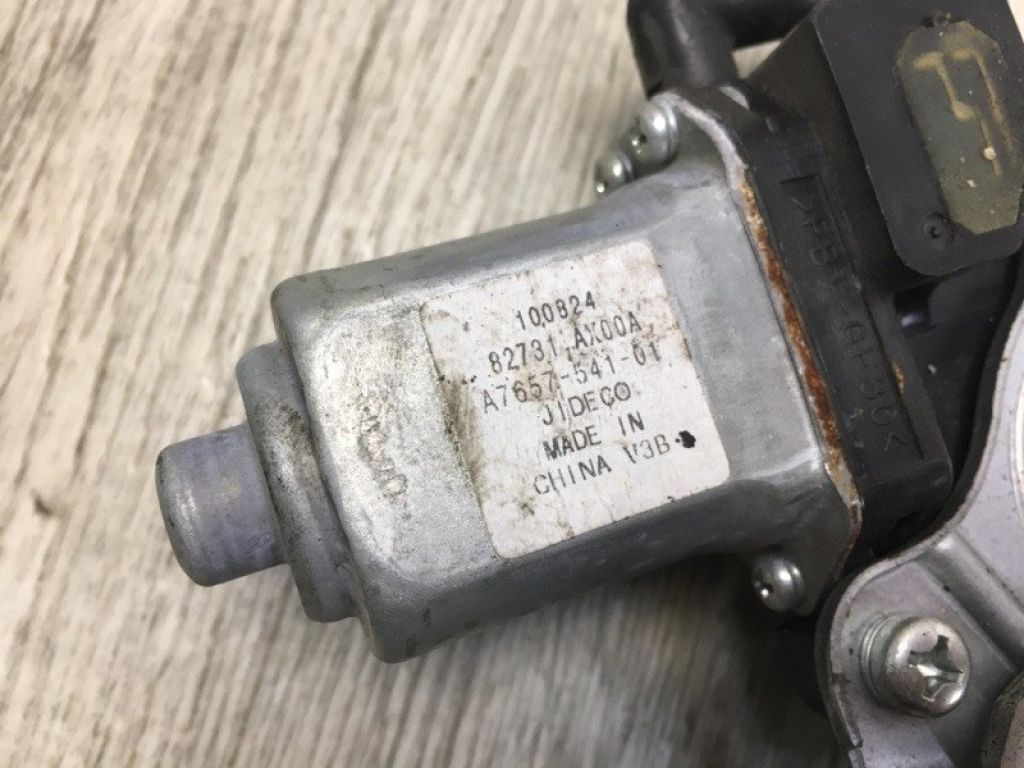 100824
82731 AX00A
A7657-541-01
JIDECO
MADE IN
CHINA V3B